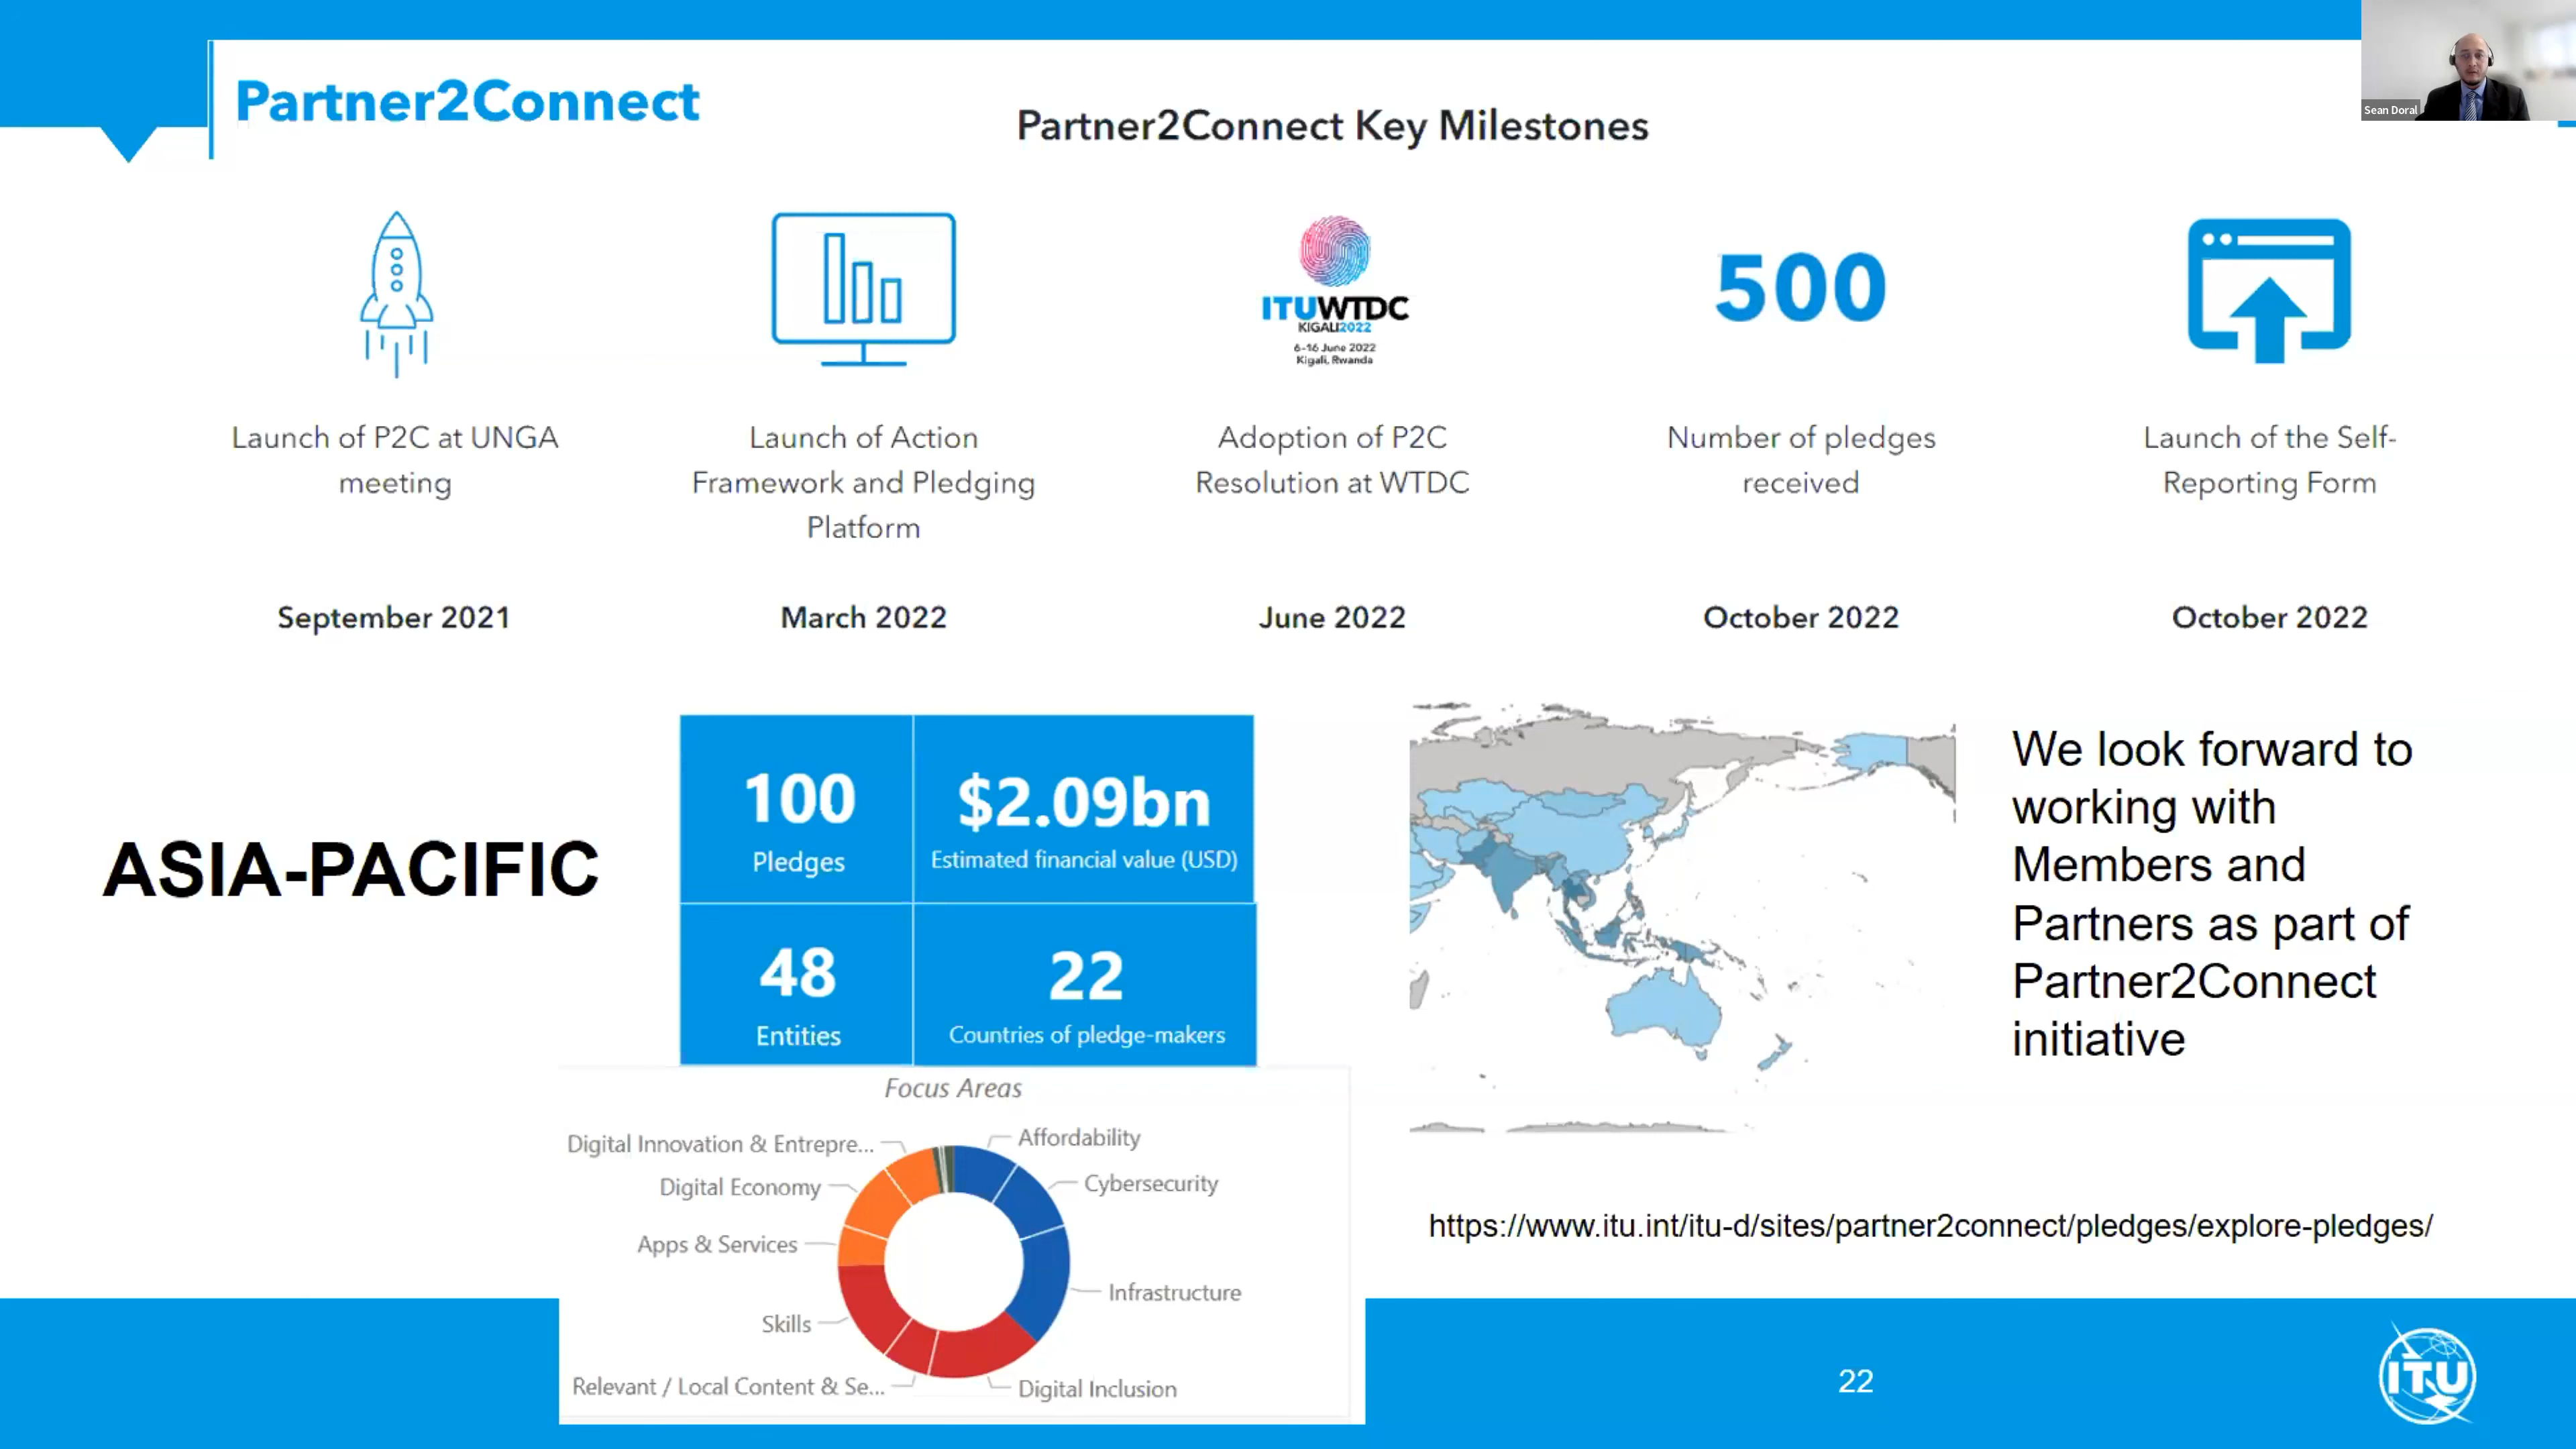 Sean Doral
Partner2Connect
Partner2Connect Key Milestones
ITUWTDC
KIGALI2022
6-16 June 2022
Kigali, Rwanda
500
Launch of P2C at UNGA
meeting
Launch of Action
Framework and Pledging
Platform
Adoption of P2C
Resolution at WTDC
Number of pledges
received
Launch of the Self-
Reporting Form
September 2021
March 2022
June 2022
October 2022
October 2022
ASIA-PACIFIC
100
Pledges
$2.09bn
Estimated financial value (USD)
48
Entities
22
Countries of pledge-makers
We look forward to
working with
Members and
Partners as part of
Partner2Connect
initiative
Focus Areas
Digital Innovation & Entrepre...
Affordability
Digital Economy
Cybersecurity
Apps & Services
Infrastructure
Skills
Relevant / Local Content & Se...
Digital Inclusion
https://www.itu.int/itu-d/sites/partner2connect/pledges/explore-pledges/
22
ITU